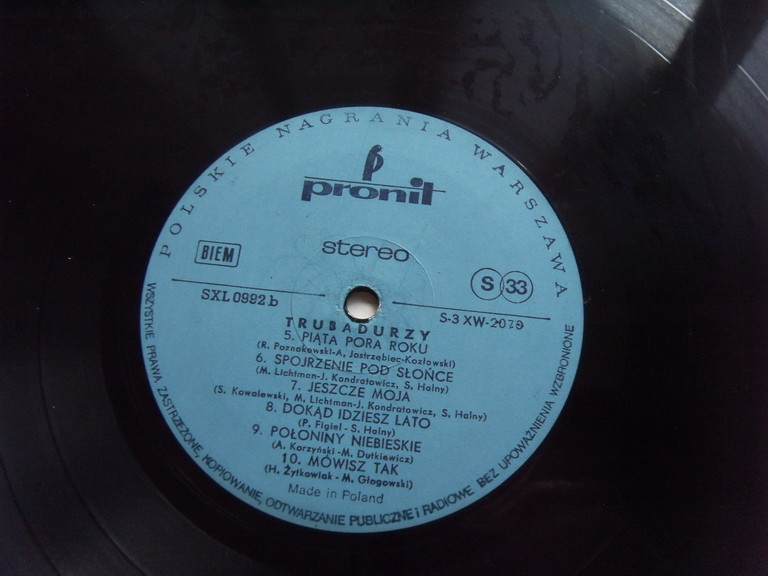 POLSKIE NAGRANIA WARSZAWA
pronit
stereo
BIEM
S 33
SXL 0992 b
S-3 XW-2079
TRUBADURZY
5. PIĄTA PORA ROKU
(R. Poznakowski-A. Jastrzębiec-Kozłowski)
6. SPOJRZENIE POD SŁOŃCE
(M. Lichtman-J. Kondratowicz, S. Halny)
7. JESZCZE MOJA
(S. Kowalewski, M. Lichtman-J. Kondratowicz, S. Halny)
8. DOKĄD IDZIESZ LATO
(P. Figiel - S. Halny)
9. POŁONINY NIEBIESKIE
(A. Korzyński-M. Dutkiewicz)
10. MÓWISZ TAK
(H. Żytkowiak - M. Głogowski)
Made in Poland
WSZYSTKIE PRAWA ZASTRZEŻONE, KOPIOWANIE, ODTWARZANIE PUBLICZNE i RADIOWE BEZ UPOWAŻNIENIA WZBRONIONE